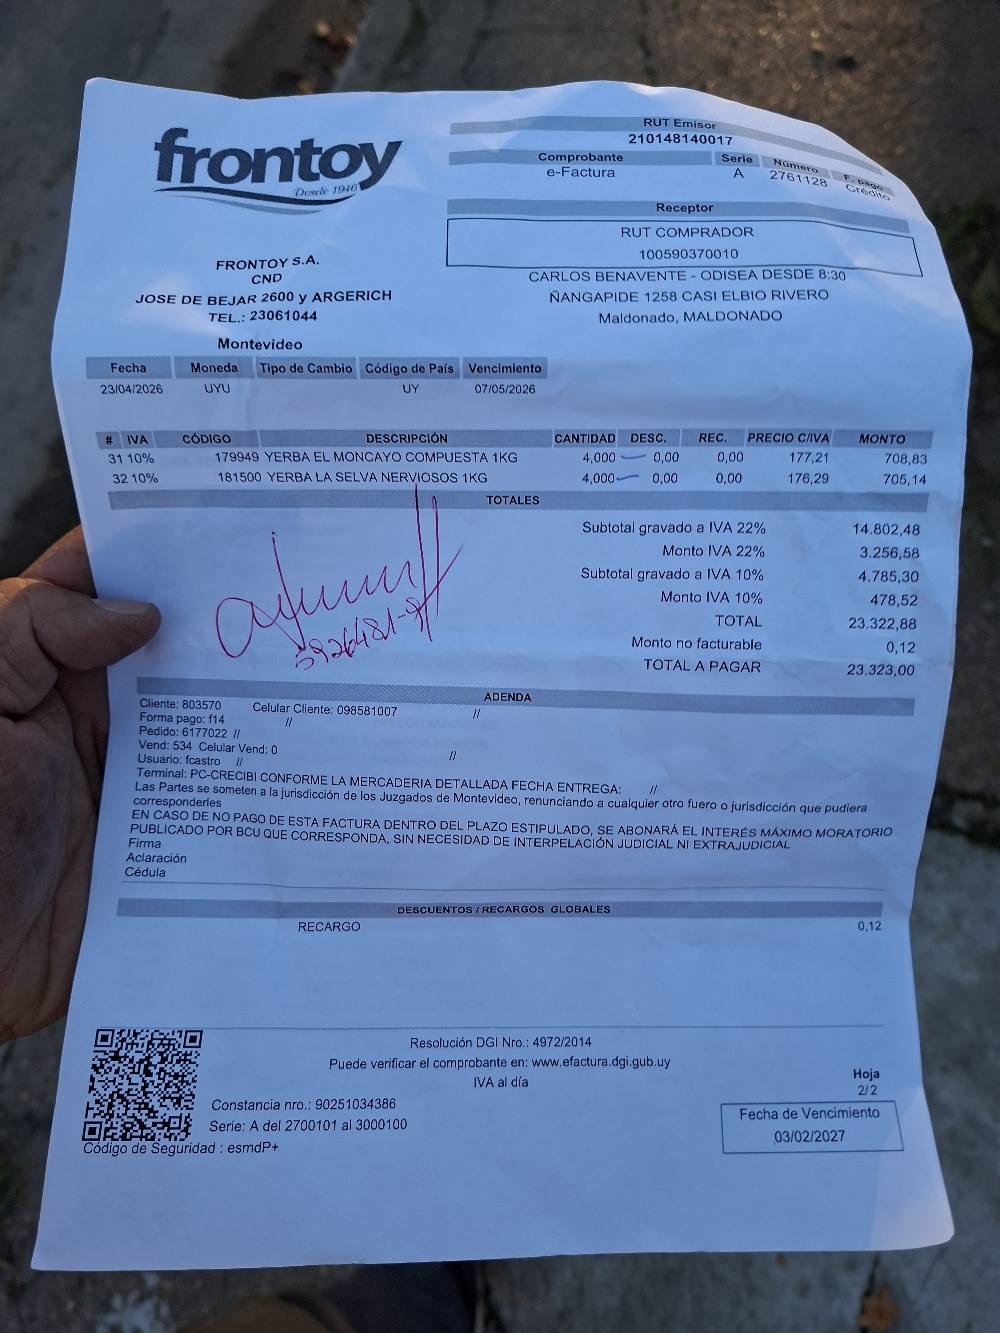 frontoy
Desde 1946
RUT Emisor
210148140017
Comprobante Serie Número F. pago
e-Factura A 2761128 Crédito
Receptor
RUT COMPRADOR
100590370010
CARLOS BENAVENTE - ODISEA DESDE 8:30
ÑANGAPIDE 1258 CASI ELBIO RIVERO
Maldonado, MALDONADO
FRONTOY S.A.
CND
JOSE DE BEJAR 2600 y ARGERICH
TEL.: 23061044
Montevideo
Fecha Moneda Tipo de Cambio Código de País Vencimiento
23/04/2026 UYU UY 07/05/2026
# IVA CÓDIGO DESCRIPCIÓN CANTIDAD DESC. REC. PRECIO C/IVA MONTO
31 10% 179949 YERBA EL MONCAYO COMPUESTA 1KG 4,000 0,00 0,00 177,21 708,83
32 10% 181500 YERBA LA SELVA NERVIOSOS 1KG 4,000 0,00 0,00 176,29 705,14
TOTALES
Subtotal gravado a IVA 22% 14.802,48
Monto IVA 22% 3.256,58
Subtotal gravado a IVA 10% 4.785,30
Monto IVA 10% 478,52
TOTAL 23.322,88
Monto no facturable 0,12
TOTAL A PAGAR 23.323,00
ADENDA
Cliente: 803570 Celular Cliente: 098581007 //
Forma pago: f14 //
Pedido: 6177022 //
Vend: 534 Celular Vend: 0 //
Usuario: fcastro //
Terminal: PC-CRECIBI CONFORME LA MERCADERIA DETALLADA FECHA ENTREGA: //
Las Partes se someten a la jurisdicción de los Juzgados de Montevideo, renunciando a cualquier otro fuero o jurisdicción que pudiera
corresponderles
EN CASO DE NO PAGO DE ESTA FACTURA DENTRO DEL PLAZO ESTIPULADO, SE ABONARÁ EL INTERÉS MÁXIMO MORATORIO
PUBLICADO POR BCU QUE CORRESPONDA, SIN NECESIDAD DE INTERPELACIÓN JUDICIAL NI EXTRAJUDICIAL
Firma
Aclaración
Cédula
DESCUENTOS / RECARGOS GLOBALES
RECARGO 0,12
Resolución DGI Nro.: 4972/2014
Puede verificar el comprobante en: www.efactura.dgi.gub.uy
IVA al día
Constancia nro.: 90251034386
Serie: A del 2700101 al 3000100
Código de Seguridad : esmdP+
Hoja
2/ 2
Fecha de Vencimiento
03/02/2027